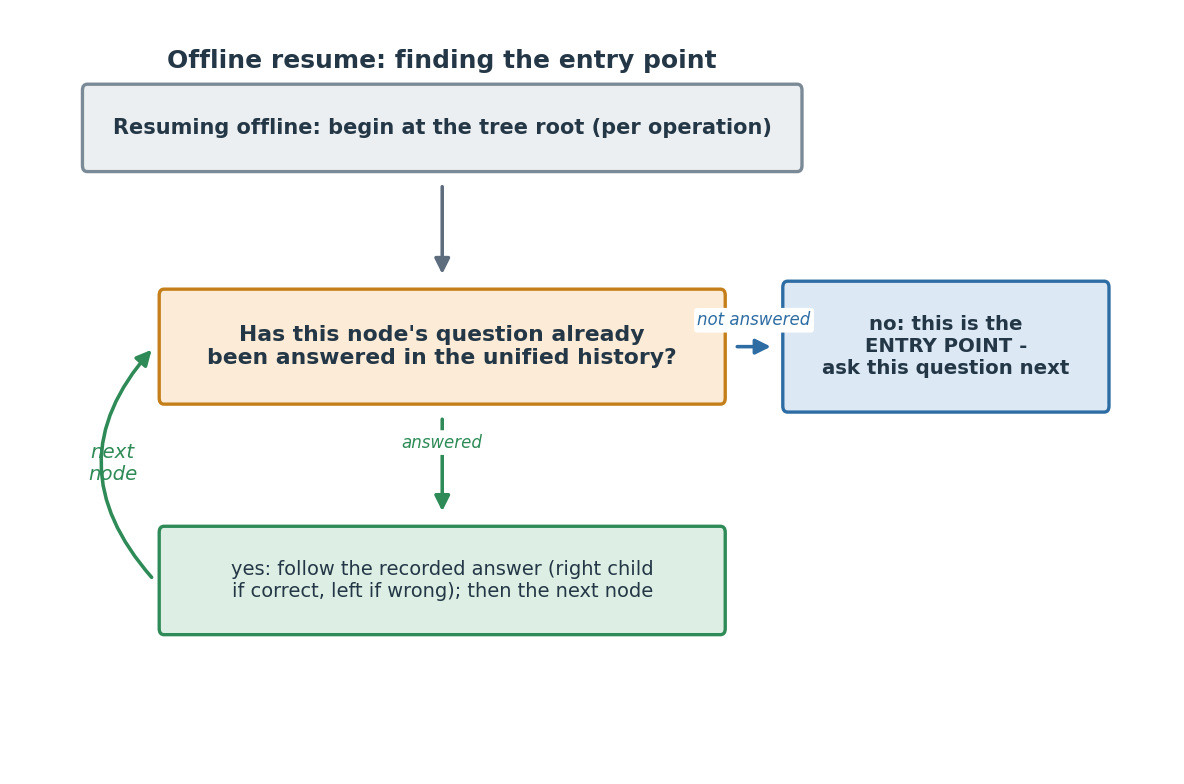 Offline resume: finding the entry point
Resuming offline: begin at the tree root (per operation)
Has this node's question already
been answered in the unified history?
not answered
no: this is the
ENTRY POINT -
ask this question next
answered
next
node
yes: follow the recorded answer (right child
if correct, left if wrong); then the next node